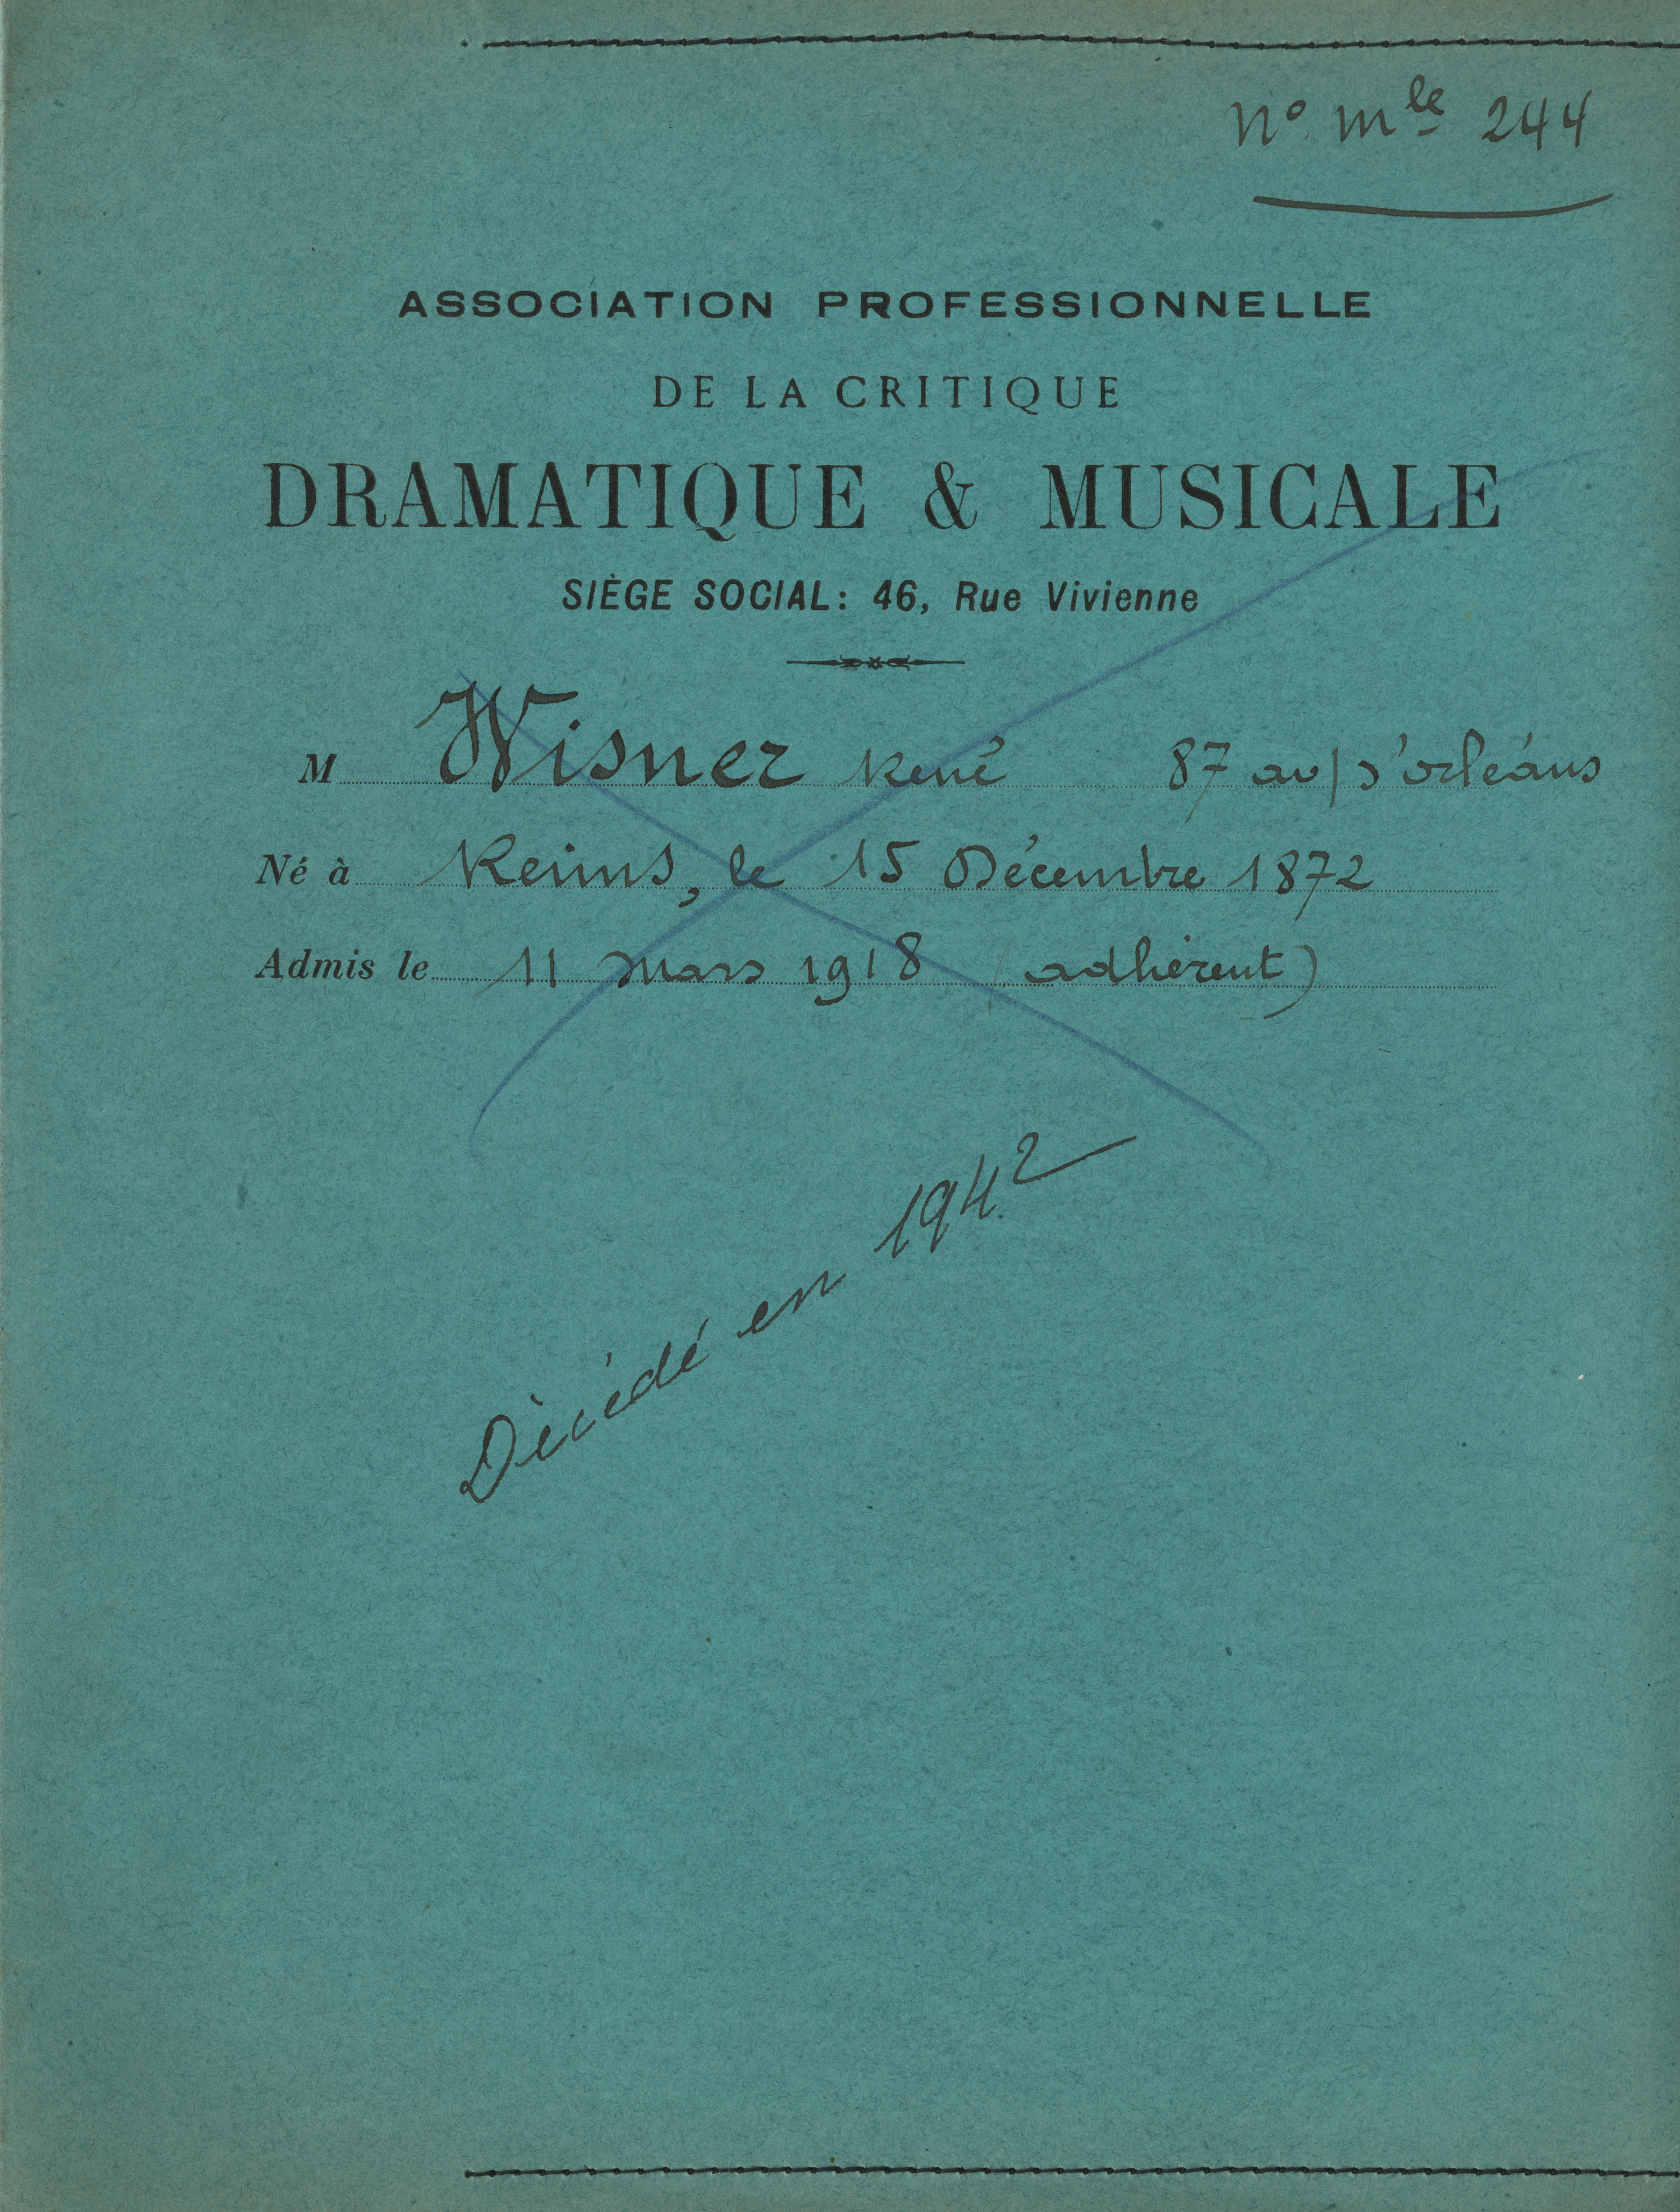 N° mle 244
ASSOCIATION PROFESSIONNELLE
DE LA CRITIQUE
DRAMATIQUE & MUSICALE
SIÈGE SOCIAL: 46, Rue Vivienne
M Wisner René 87 av d'orléans
Né à Reims, le 15 Décembre 1872
Admis le 11 mars 1918 (adhérent)
Décédé en 1942